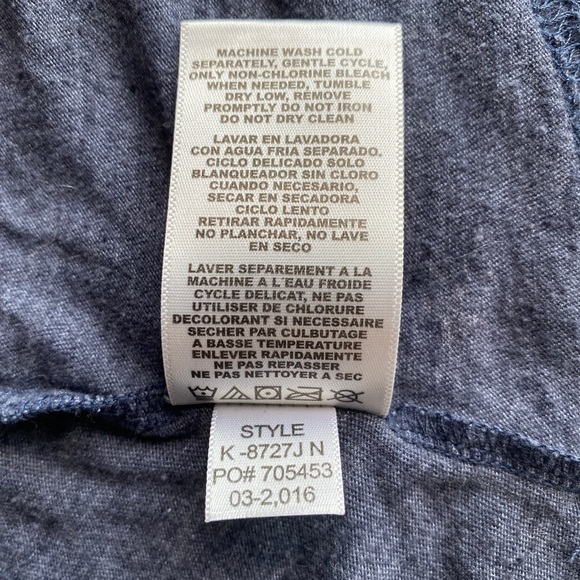 MACHINE WASH COLD
SEPARATELY, GENTLE CYCLE,
ONLY NON-CHLORINE BLEACH
WHEN NEEDED, TUMBLE
DRY LOW, REMOVE
PROMPTLY DO NOT IRON
DO NOT DRY CLEAN
LAVAR EN LAVADORA
CON AGUA FRIA SEPARADO,
CICLO DELICADO SOLO
BLANQUEADOR SIN CLORO
CUANDO NECESARIO,
SECAR EN SECADORA
CICLO LENTO
RETIRAR RAPIDAMENTE
NO PLANCHAR, NO LAVE
EN SECO
LAVER SEPAREMENT A LA
MACHINE A L'EAU FROIDE
CYCLE DELICAT, NE PAS
UTILISER DE CHLORURE
DECOLORANT SI NECESSAIRE
SECHER PAR CULBUTAGE
A BASSE TEMPERATURE
ENLEVER RAPIDEMENTE
NE PAS REPASSER
NE PAS NETTOYER A SEC
STYLE
K -8727J N
PO# 705453
03-2,016